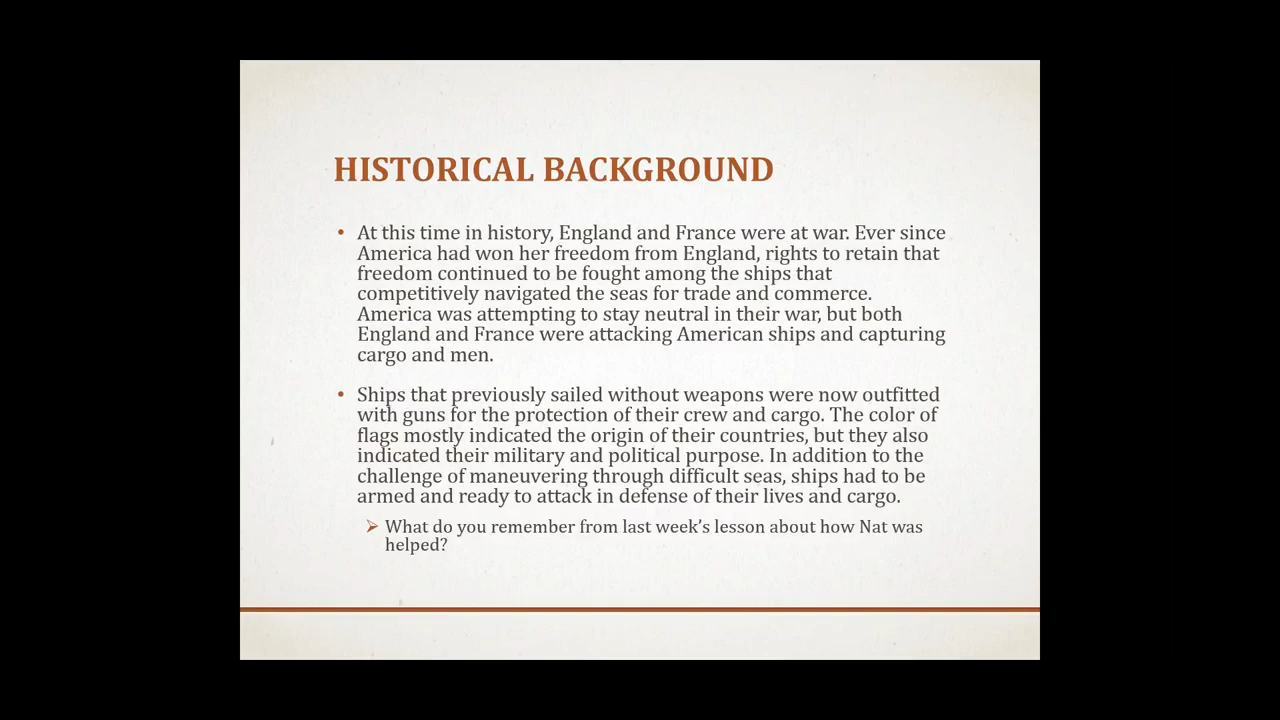 HISTORICAL BACKGROUND
• At this time in history, England and France were at war. Ever since
America had won her freedom from England, rights to retain that
freedom continued to be fought among the ships that
competitively navigated the seas for trade and commerce.
America was attempting to stay neutral in their war, but both
England and France were attacking American ships and capturing
cargo and men.
• Ships that previously sailed without weapons were now outfitted
with guns for the protection of their crew and cargo. The color of
flags mostly indicated the origin of their countries, but they also
indicated their military and political purpose. In addition to the
challenge of maneuvering through difficult seas, ships had to be
armed and ready to attack in defense of their lives and cargo.
➢ What do you remember from last week’s lesson about how Nat was
helped?